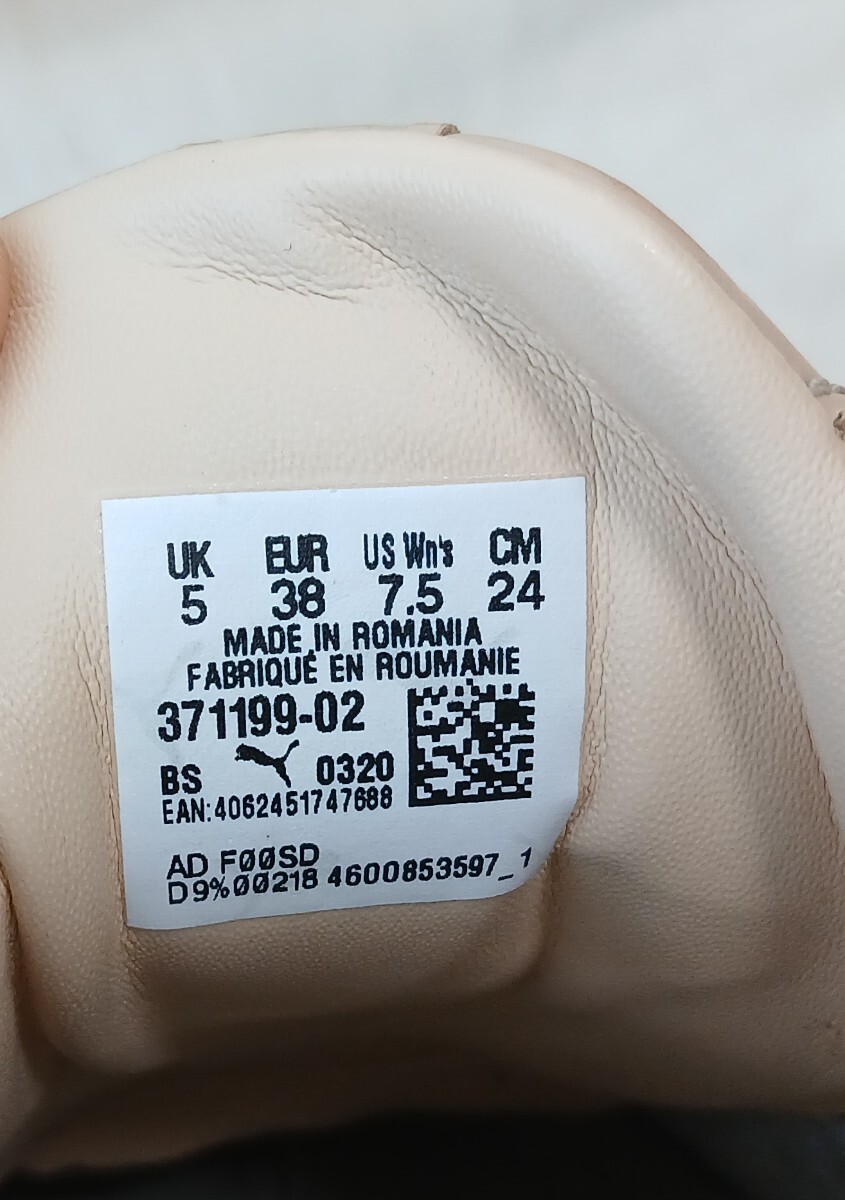 UK EUR US Wn's CM
5 38 7.5 24
MADE IN ROMANIA
FABRIQUÉ EN ROUMANIE
371199-02
BS 0320
EAN:4062451747688
AD F00SD
D9%00218 4600853597_1